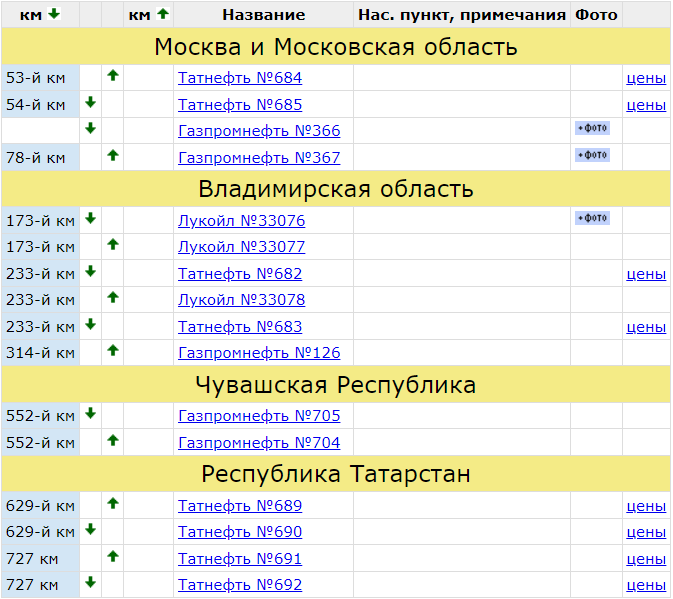 км км Название Нас. пункт, примечания Фото
Москва и Московская область
53-й км Татнефть №684 цены
54-й км Татнефть №685 цены
Газпромнефть №366 +ФОТО
78-й км Газпромнефть №367 +ФОТО
Владимирская область
173-й км Лукойл №33076 +ФОТО
173-й км Лукойл №33077
233-й км Татнефть №682 цены
233-й км Лукойл №33078
233-й км Татнефть №683 цены
314-й км Газпромнефть №126
Чувашская Республика
552-й км Газпромнефть №705
552-й км Газпромнефть №704
Республика Татарстан
629-й км Татнефть №689 цены
629-й км Татнефть №690 цены
727 км Татнефть №691 цены
727 км Татнефть №692 цены